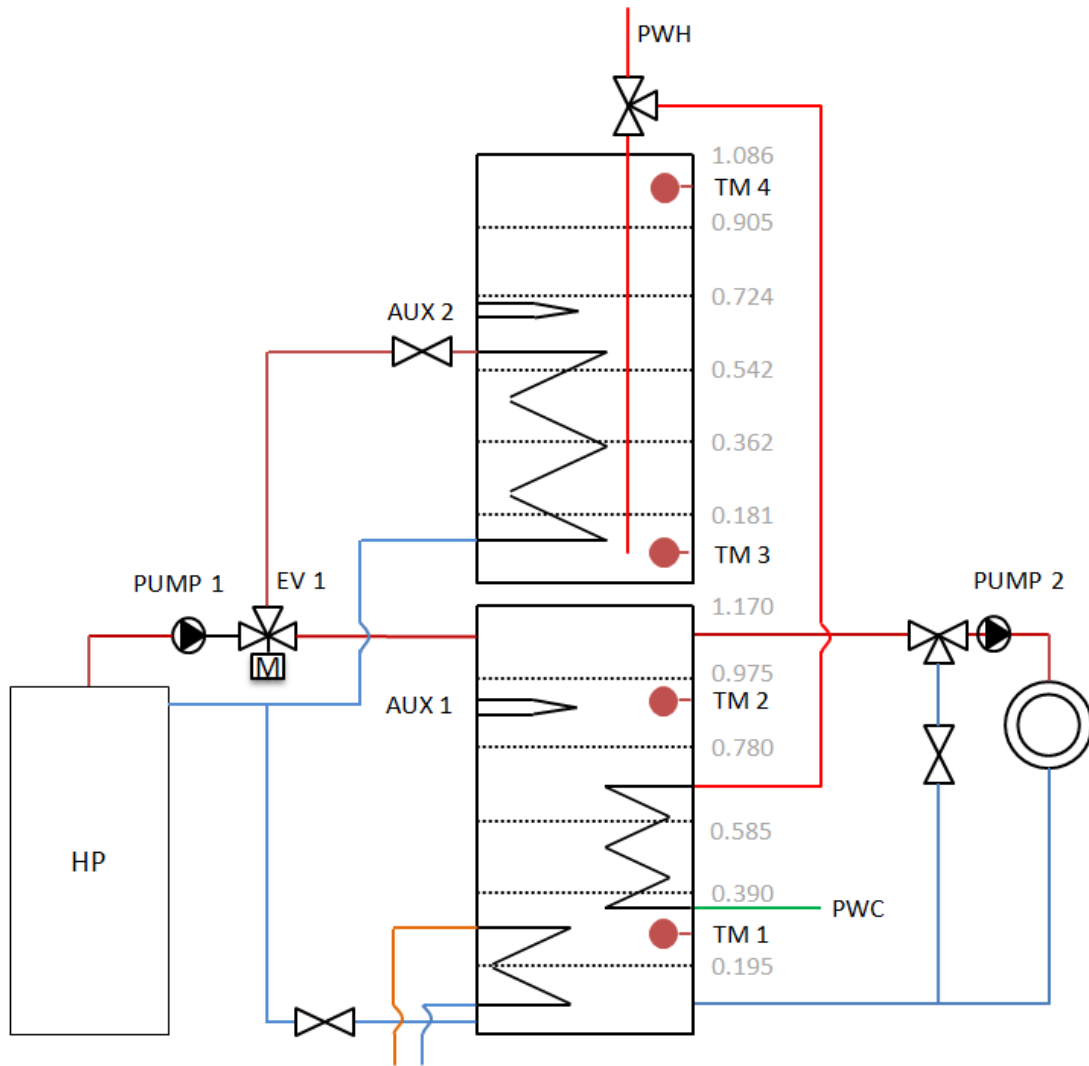 PWH
1.086
TM 4
0.905
0.724
AUX 2
0.542
0.362
0.181
TM 3
PUMP 1
EV 1
M
1.170
PUMP 2
0.975
AUX 1
TM 2
0.780
0.585
HP
0.390
PWC
TM 1
0.195